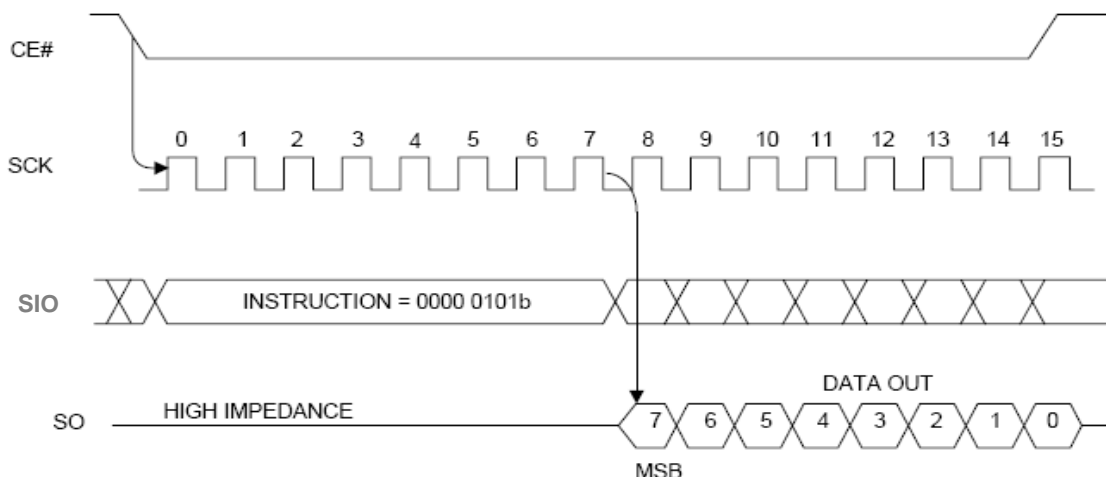 CE#
0 1 2 3 4 5 6 7 8 9 10 11 12 13 14 15
SCK
SIO
INSTRUCTION = 0000 0101b
DATA OUT
HIGH IMPEDANCE
SO
7 6 5 4 3 2 1 0
MSB